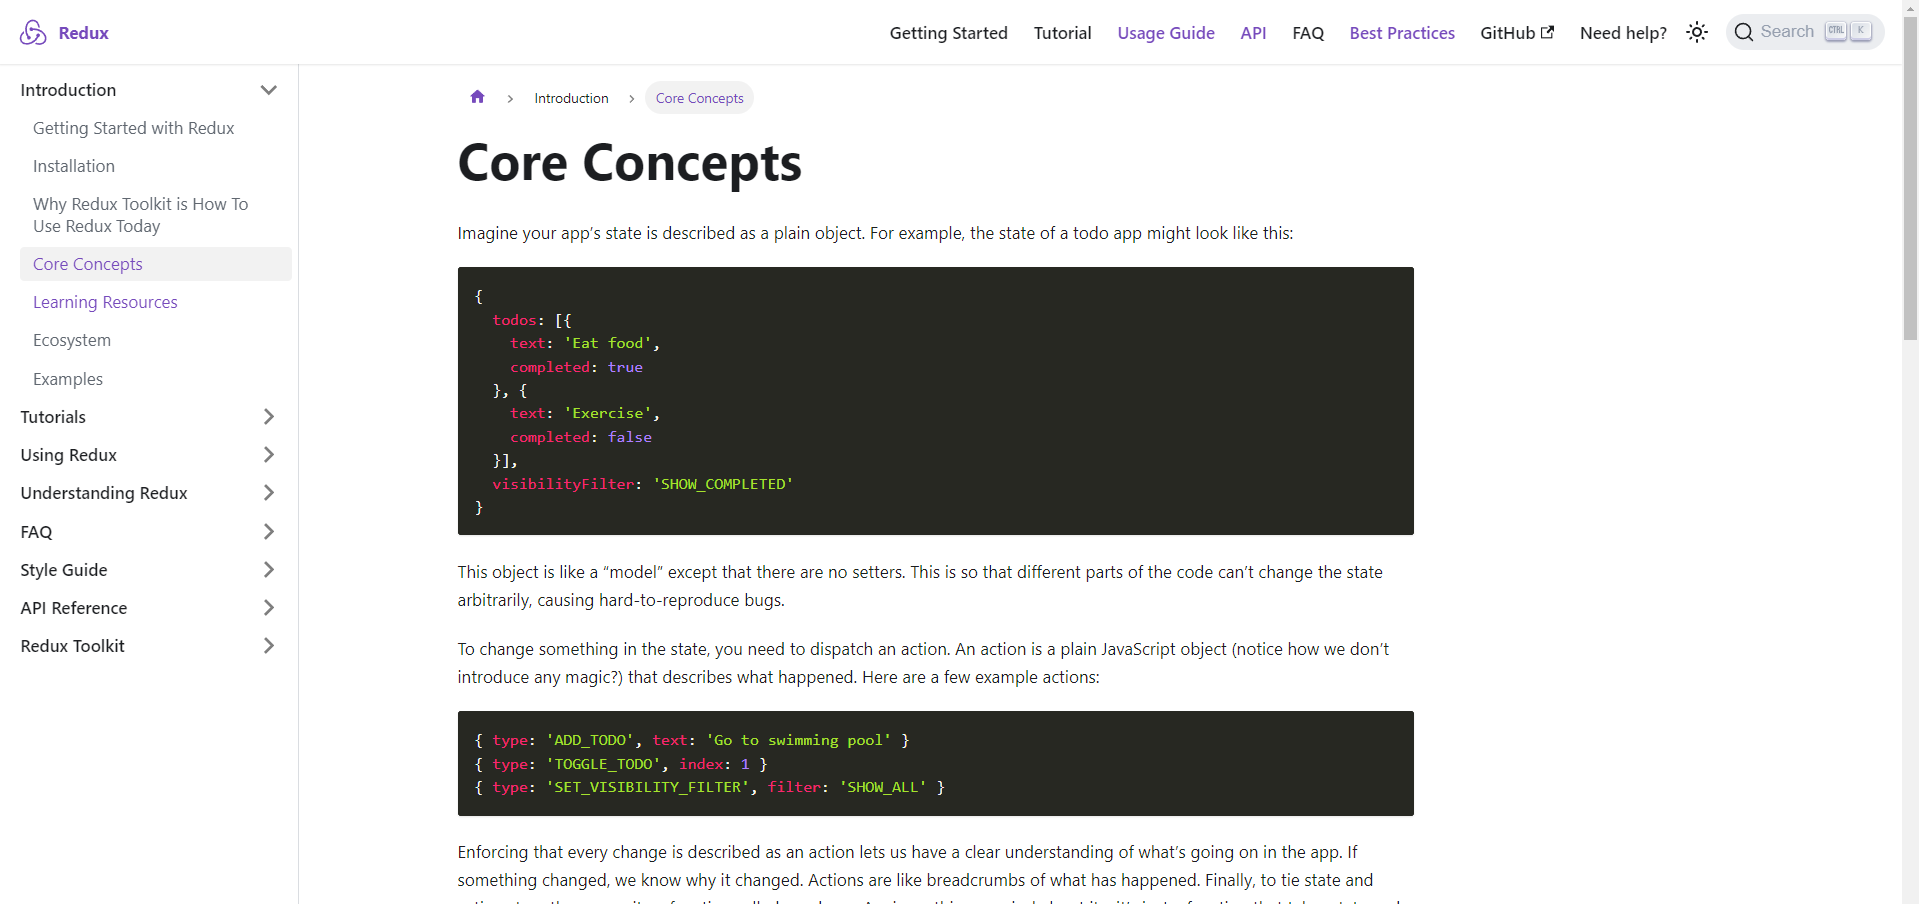 Redux
Getting Started
Tutorial
Usage Guide
API
FAQ
Best Practices
GitHub
Need help?
Search
CTRL
K
Introduction
Getting Started with Redux
Installation
Why Redux Toolkit is How To
Use Redux Today
Core Concepts
Learning Resources
Ecosystem
Examples
Tutorials
Using Redux
Understanding Redux
FAQ
Style Guide
API Reference
Redux Toolkit
Introduction
Core Concepts
Core Concepts
Imagine your app’s state is described as a plain object. For example, the state of a todo app might look like this:
{
  todos: [{
    text: 'Eat food',
    completed: true
  }, {
    text: 'Exercise',
    completed: false
  }],
  visibilityFilter: 'SHOW_COMPLETED'
}
This object is like a “model” except that there are no setters. This is so that different parts of the code can’t change the state
arbitrarily, causing hard-to-reproduce bugs.
To change something in the state, you need to dispatch an action. An action is a plain JavaScript object (notice how we don’t
introduce any magic?) that describes what happened. Here are a few example actions:
{ type: 'ADD_TODO', text: 'Go to swimming pool' }
{ type: 'TOGGLE_TODO', index: 1 }
{ type: 'SET_VISIBILITY_FILTER', filter: 'SHOW_ALL' }
Enforcing that every change is described as an action lets us have a clear understanding of what’s going on in the app. If
something changed, we know why it changed. Actions are like breadcrumbs of what has happened. Finally, to tie state and